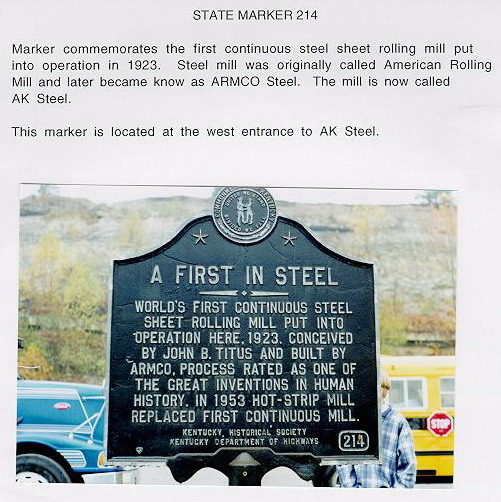 STATE MARKER 214
Marker commemorates the first continuous steel sheet rolling mill put
into operation in 1923. Steel mill was originally called American Rolling
Mill and later became know as ARMCO Steel. The mill is now called
AK Steel.
This marker is located at the west entrance to AK Steel.
A FIRST IN STEEL
WORLD'S FIRST CONTINUOUS STEEL
SHEET ROLLING MILL PUT INTO
OPERATION HERE, 1923. CONCEIVED
BY JOHN B. TITUS AND BUILT BY
ARMCO, PROCESS RATED AS ONE OF
THE GREAT INVENTIONS IN HUMAN
HISTORY. IN 1953 HOT-STRIP MILL
REPLACED FIRST CONTINUOUS MILL.
KENTUCKY HISTORICAL SOCIETY
KENTUCKY DEPARTMENT OF HIGHWAYS
214
STOP